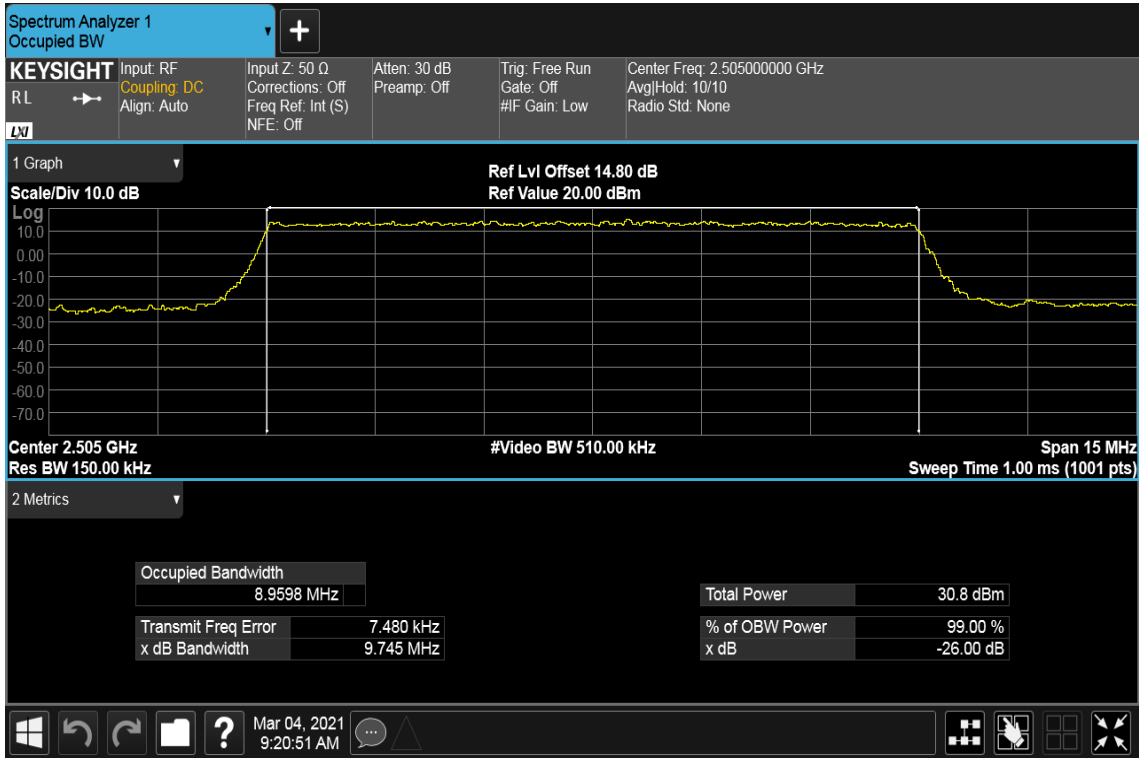 Spectrum Analyzer 1
Occupied BW
+
KEYSIGHT
R L
LXI
Input: RF
Coupling: DC
Align: Auto
Input Z: 50 Ω
Corrections: Off
Freq Ref: Int (S)
NFE: Off
Atten: 30 dB
Preamp: Off
Trig: Free Run
Gate: Off
#IF Gain: Low
Center Freq: 2.505000000 GHz
Avg|Hold: 10/10
Radio Std: None
1 Graph
Ref Lvl Offset 14.80 dB
Scale/Div 10.0 dB
Ref Value 20.00 dBm
Log
10.0
0.00
-10.0
-20.0
-30.0
-40.0
-50.0
-60.0
-70.0
Center 2.505 GHz
#Video BW 510.00 kHz
Span 15 MHz
Res BW 150.00 kHz
Sweep Time 1.00 ms (1001 pts)
2 Metrics
Occupied Bandwidth
8.9598 MHz
Total Power 30.8 dBm
Transmit Freq Error 7.480 kHz
% of OBW Power 99.00 %
x dB Bandwidth 9.745 MHz
x dB -26.00 dB
?
Mar 04, 2021
9:20:51 AM